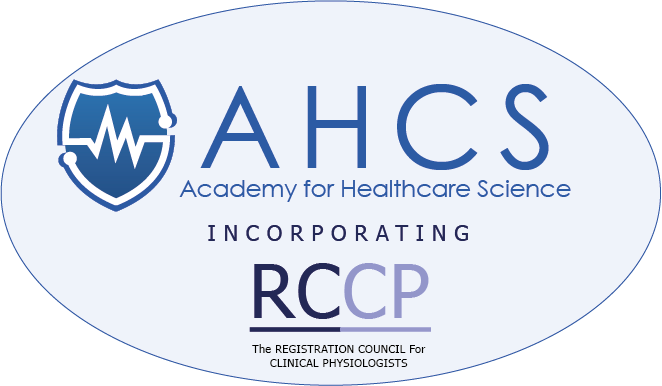 AHCS
Academy for Healthcare Science
INCORPORATING
RCCP
The REGISTRATION COUNCIL For
CLINICAL PHYSIOLOGISTS